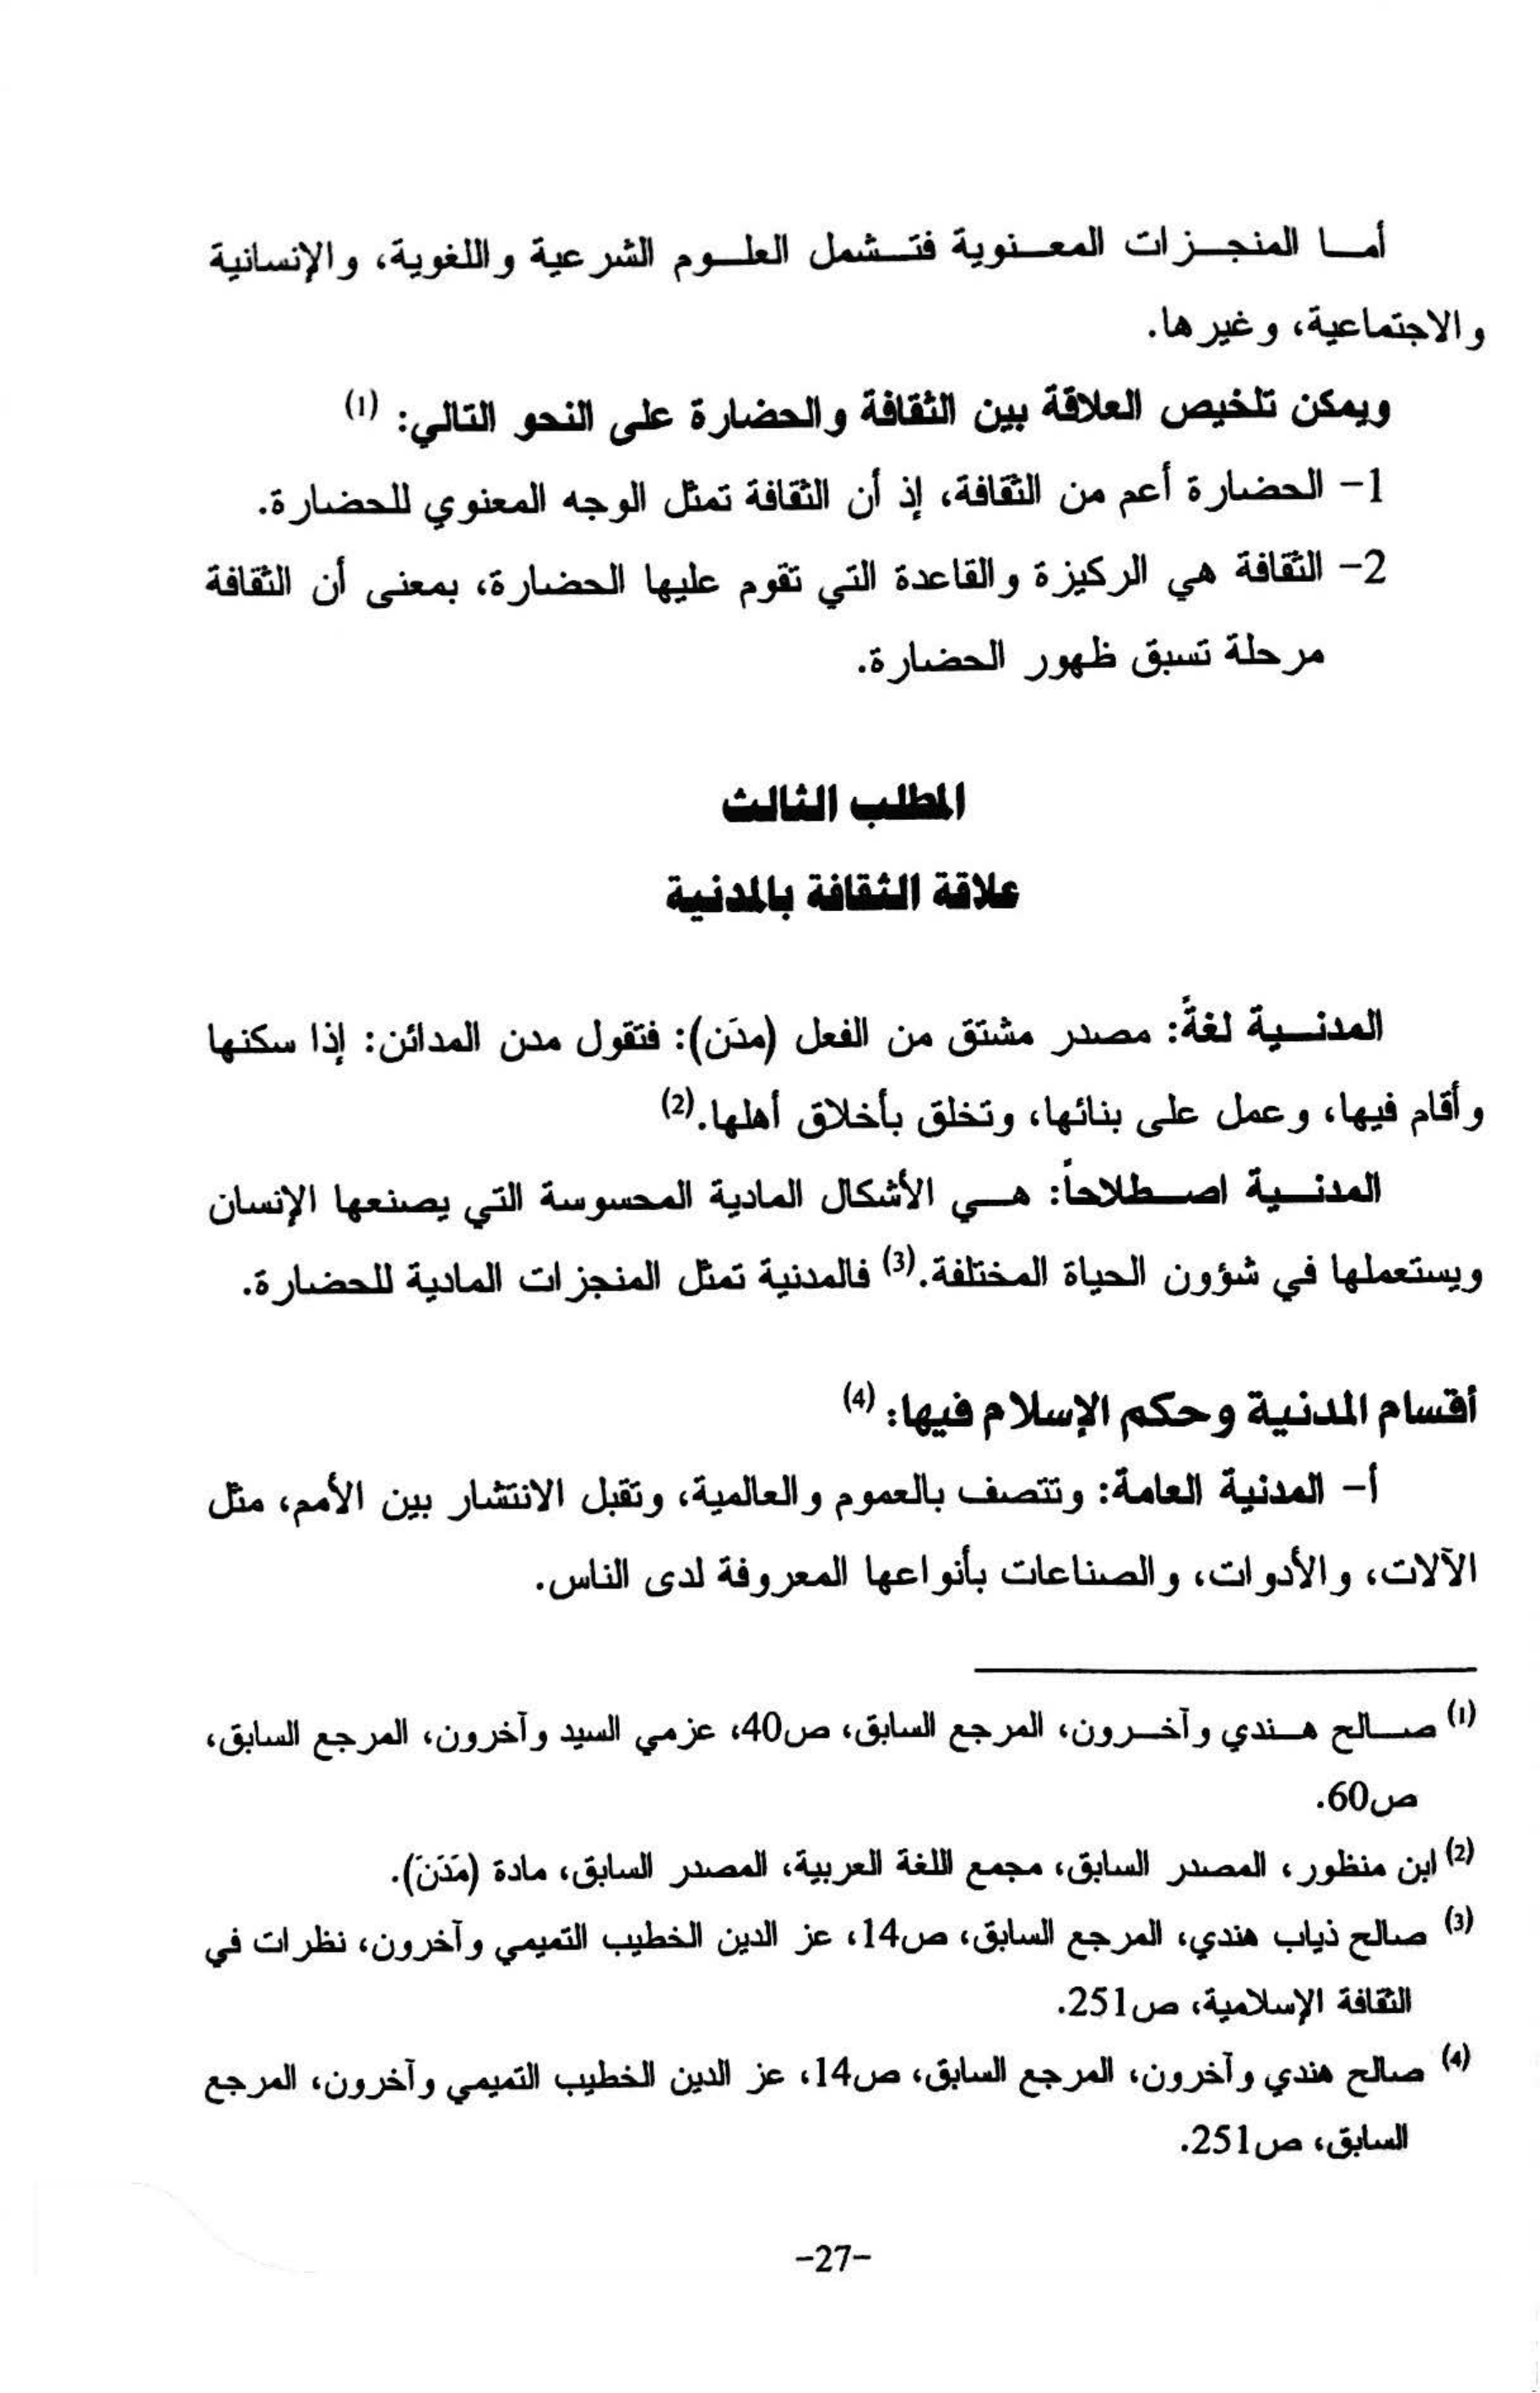 أما المنجزات المعنوية فتشمل العلوم الشرعية واللغوية، والإنسانية
والاجتماعية، وغيرها.
ويمكن تلخيص العلاقة بين الثقافة والحضارة على النحو التالي: (1)
1- الحضارة أعم من الثقافة، إذ أن الثقافة تمثل الوجه المعنوي للحضارة.
2- الثقافة هي الركيزة والقاعدة التي تقوم عليها الحضارة، بمعنى أن الثقافة
مرحلة تسبق ظهور الحضارة.
المطلب الثالث
علاقة الثقافة بالمدنية
المدنية لغةً: مصدر مشتق من الفعل (مدَن): فتقول مدن المدائن: إذا سكنها
وأقام فيها، وعمل على بنائها، وتخلق بأخلاق أهلها.(2)
المدنية اصطلاحاً: هي الأشكال المادية المحسوسة التي يصنعها الإنسان
ويستعملها في شؤون الحياة المختلفة.(3) فالمدنية تمثل المنجزات المادية للحضارة.
أقسام المدنية وحكم الإسلام فيها: (4)
أ- المدنية العامة: وتتصف بالعموم والعالمية، وتقبل الانتشار بين الأمم، مثل
الآلات، والأدوات، والصناعات بأنواعها المعروفة لدى الناس.
(1) صالح هندي وآخرون، المرجع السابق، ص40، عزمي السيد وآخرون، المرجع السابق،
ص60.
(2) ابن منظور، المصدر السابق، مجمع اللغة العربية، المصدر السابق، مادة (مَدَنَ).
(3) صالح ذياب هندي، المرجع السابق، ص14، عز الدين الخطيب التميمي وآخرون، نظرات في
الثقافة الإسلامية، ص251.
(4) صالح هندي وآخرون، المرجع السابق، ص14، عز الدين الخطيب التميمي وآخرون، المرجع
السابق، ص251.
-27-